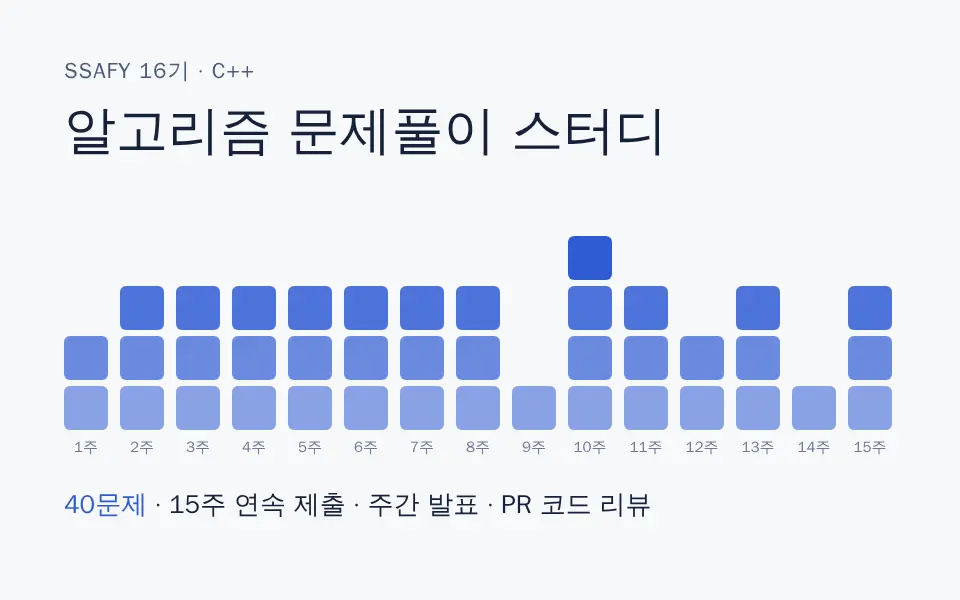 SSAFY 16기 · C++
알고리즘 문제풀이 스터디
1주 2주 3주 4주 5주 6주 7주 8주 9주 10주 11주 12주 13주 14주 15주
40문제 · 15주 연속 제출 · 주간 발표 · PR 코드 리뷰